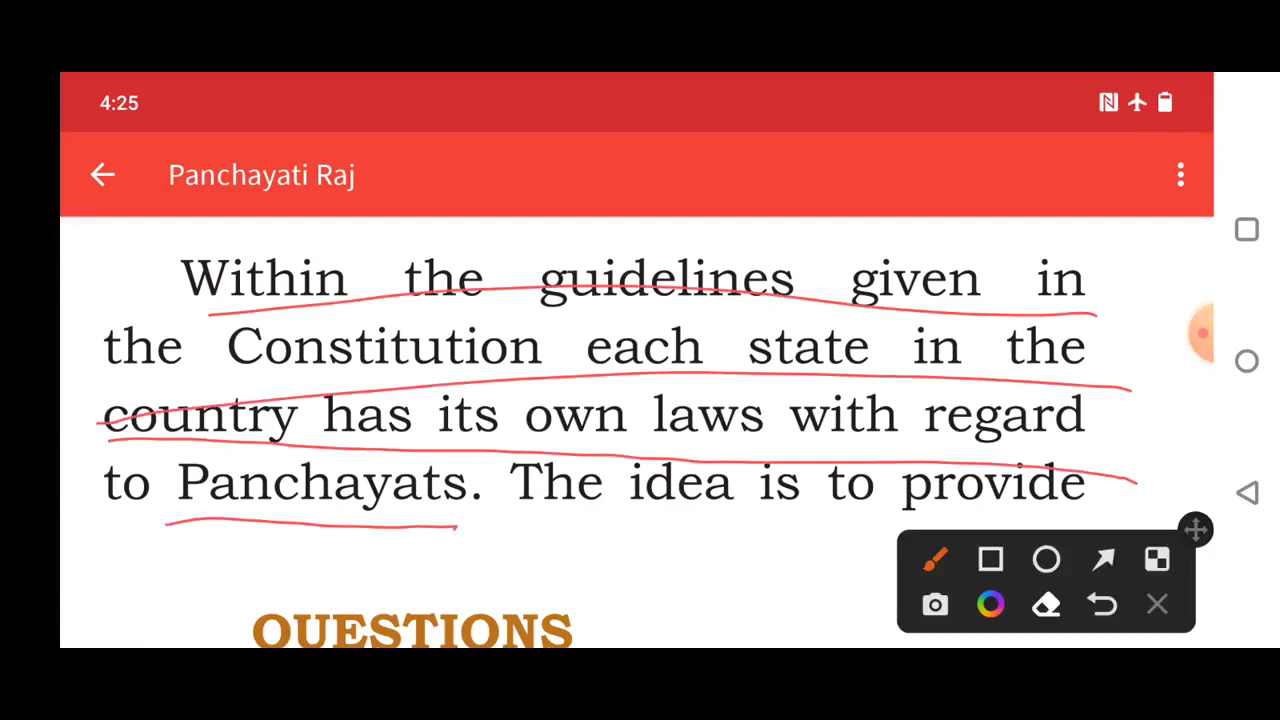 4:25
Panchayati Raj
Within the guidelines given in
the Constitution each state in the
country has its own laws with regard
to Panchayats. The idea is to provide
QUESTIONS